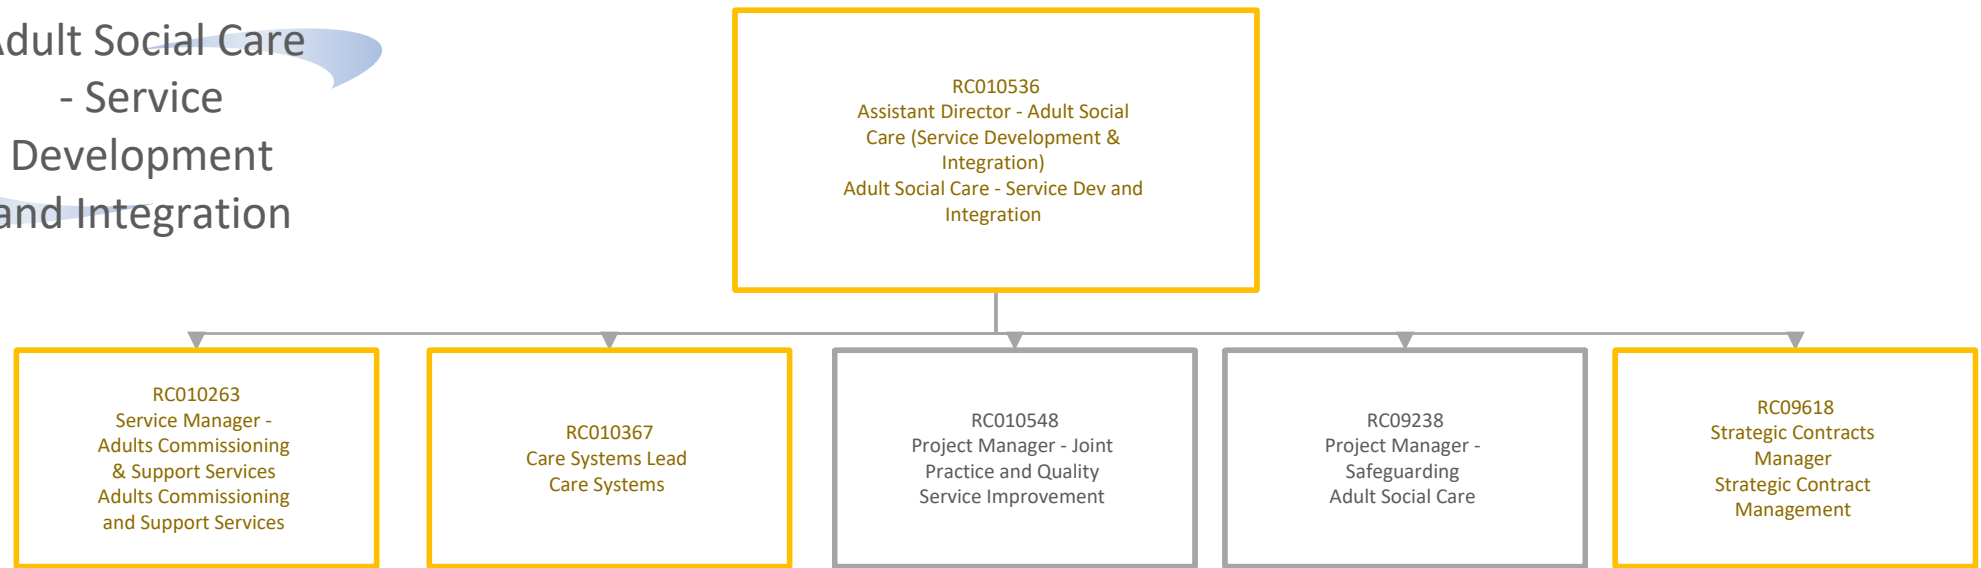 Adult Social Care
- Service
Development
and Integration
RC010536
Assistant Director - Adult Social
Care (Service Development &
Integration)
Adult Social Care - Service Dev and
Integration
RC010263
Service Manager -
Adults Commissioning
& Support Services
Adults Commissioning
and Support Services
RC010367
Care Systems Lead
Care Systems
RC010548
Project Manager - Joint
Practice and Quality
Service Improvement
RC09238
Project Manager -
Safeguarding
Adult Social Care
RC09618
Strategic Contracts
Manager
Strategic Contract
Management